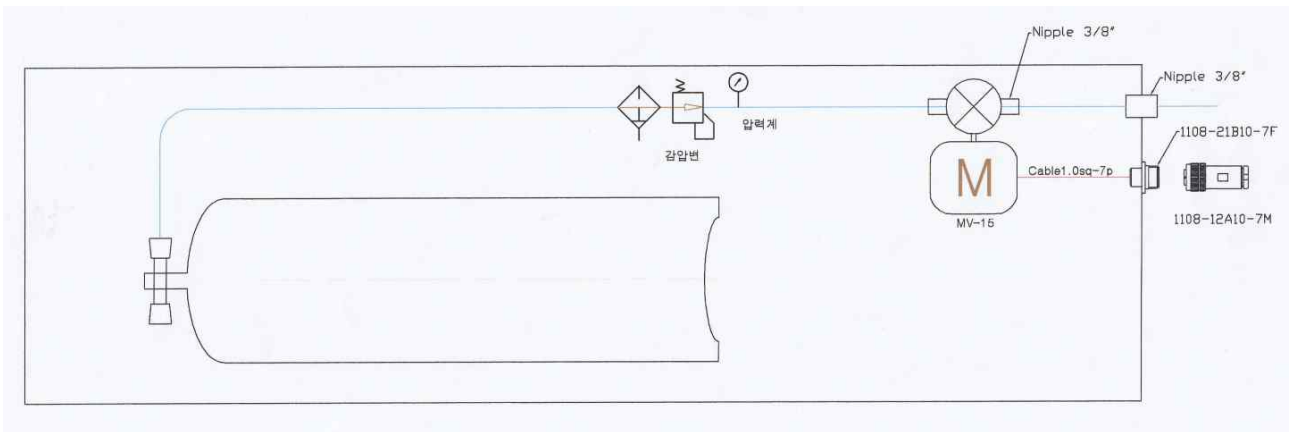 Nipple 3/8"
Nipple 3/8"
1108-21B10-7F
압력계
감압변
Cable1.0sq-7p
M
MV-15
1108-12A10-7M